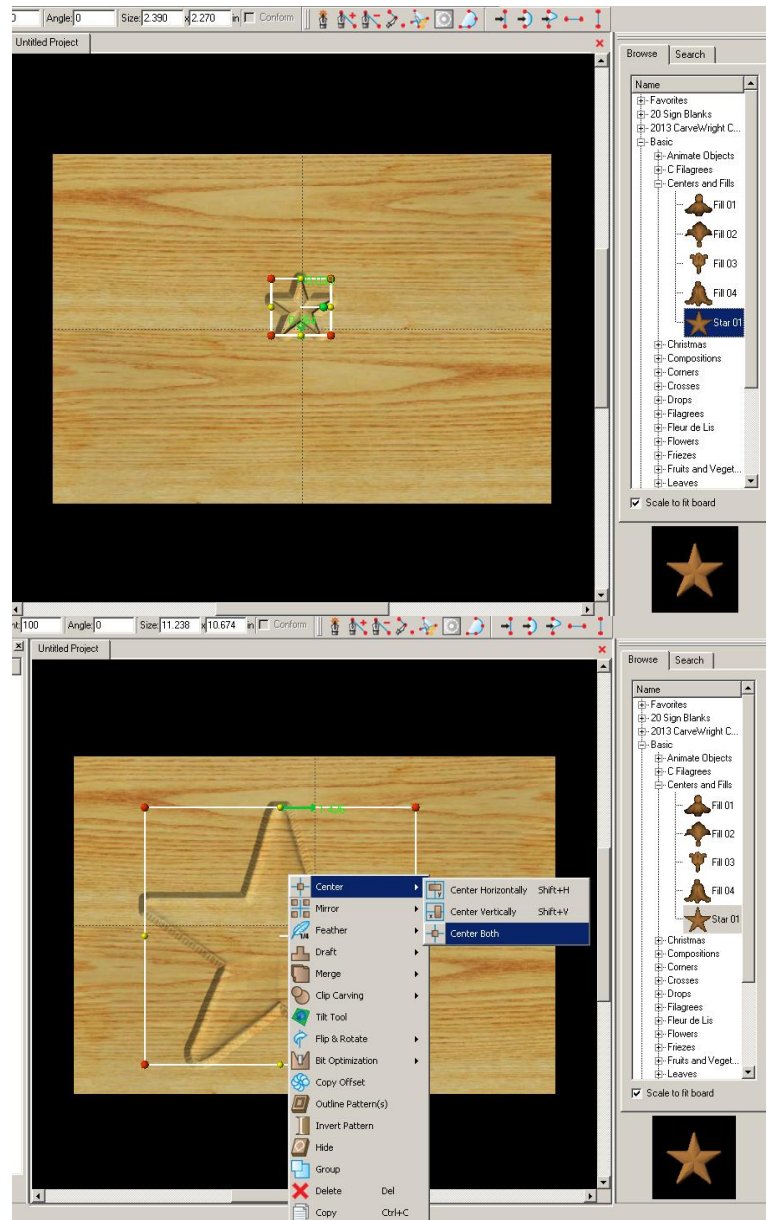 Angle: 0 Size: 2.390 x 2.270 in Conform
Untitled Project
Browse Search
Name
Favorites
20 Sign Blanks
2013 CarveWright C...
Basic
Animate Objects
C Filagrees
Centers and Fills
Fill 01
Fill 02
Fill 03
Fill 04
Star 01
Christmas
Compositions
Corners
Crosses
Drops
Filagrees
Fleur de Lis
Flowers
Friezes
Fruits and Veget...
Leaves
Scale to fit board
100 Angle: 0 Size: 11.238 x 10.674 in Conform
Untitled Project
Browse Search
Name
Favorites
20 Sign Blanks
2013 CarveWright C...
Basic
Animate Objects
C Filagrees
Centers and Fills
Fill 01
Fill 02
Fill 03
Fill 04
Star 01
Christmas
Compositions
Corners
Crosses
Drops
Filagrees
Fleur de Lis
Flowers
Friezes
Fruits and Veget...
Leaves
Scale to fit board
Center
Mirror
Feather
Draft
Merge
Clip Carving
Tilt Tool
Flip & Rotate
Bit Optimization
Copy Offset
Outline Pattern(s)
Invert Pattern
Hide
Group
Delete Del
Copy Ctrl+C
Center Horizontally Shift+H
Center Vertically Shift+V
Center Both